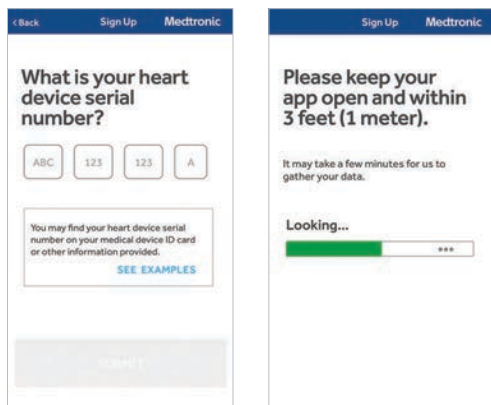 < Back Sign Up Medtronic
What is your heart
device serial
number?
ABC 123 123 A
You may find your heart device serial
number on your medical device ID card
or other information provided.
SEE EXAMPLES
SUBMIT
Sign Up Medtronic
Please keep your
app open and within
3 feet (1 meter).
It may take a few minutes for us to
gather your data.
Looking...